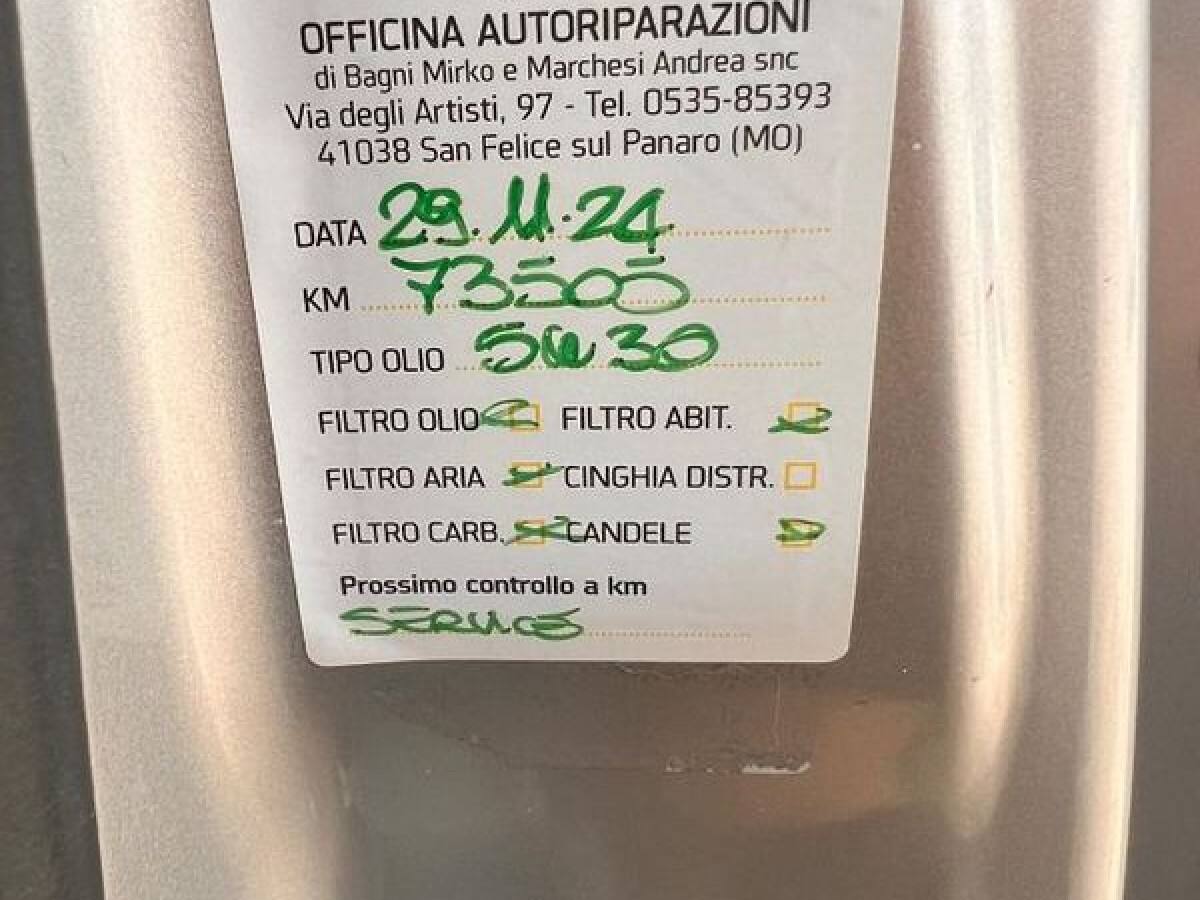 OFFICINA AUTORIPARAZIONI
di Bagni Mirko e Marchesi Andrea snc
Via degli Artisti, 97 - Tel. 0535-85393
41038 San Felice sul Panaro (MO)
DATA 29.11.24
KM 73505
TIPO OLIO 5W30
FILTRO OLIO FILTRO ABIT.
FILTRO ARIA CINGHIA DISTR.
FILTRO CARB. CANDELE
Prossimo controllo a km
SERVICE